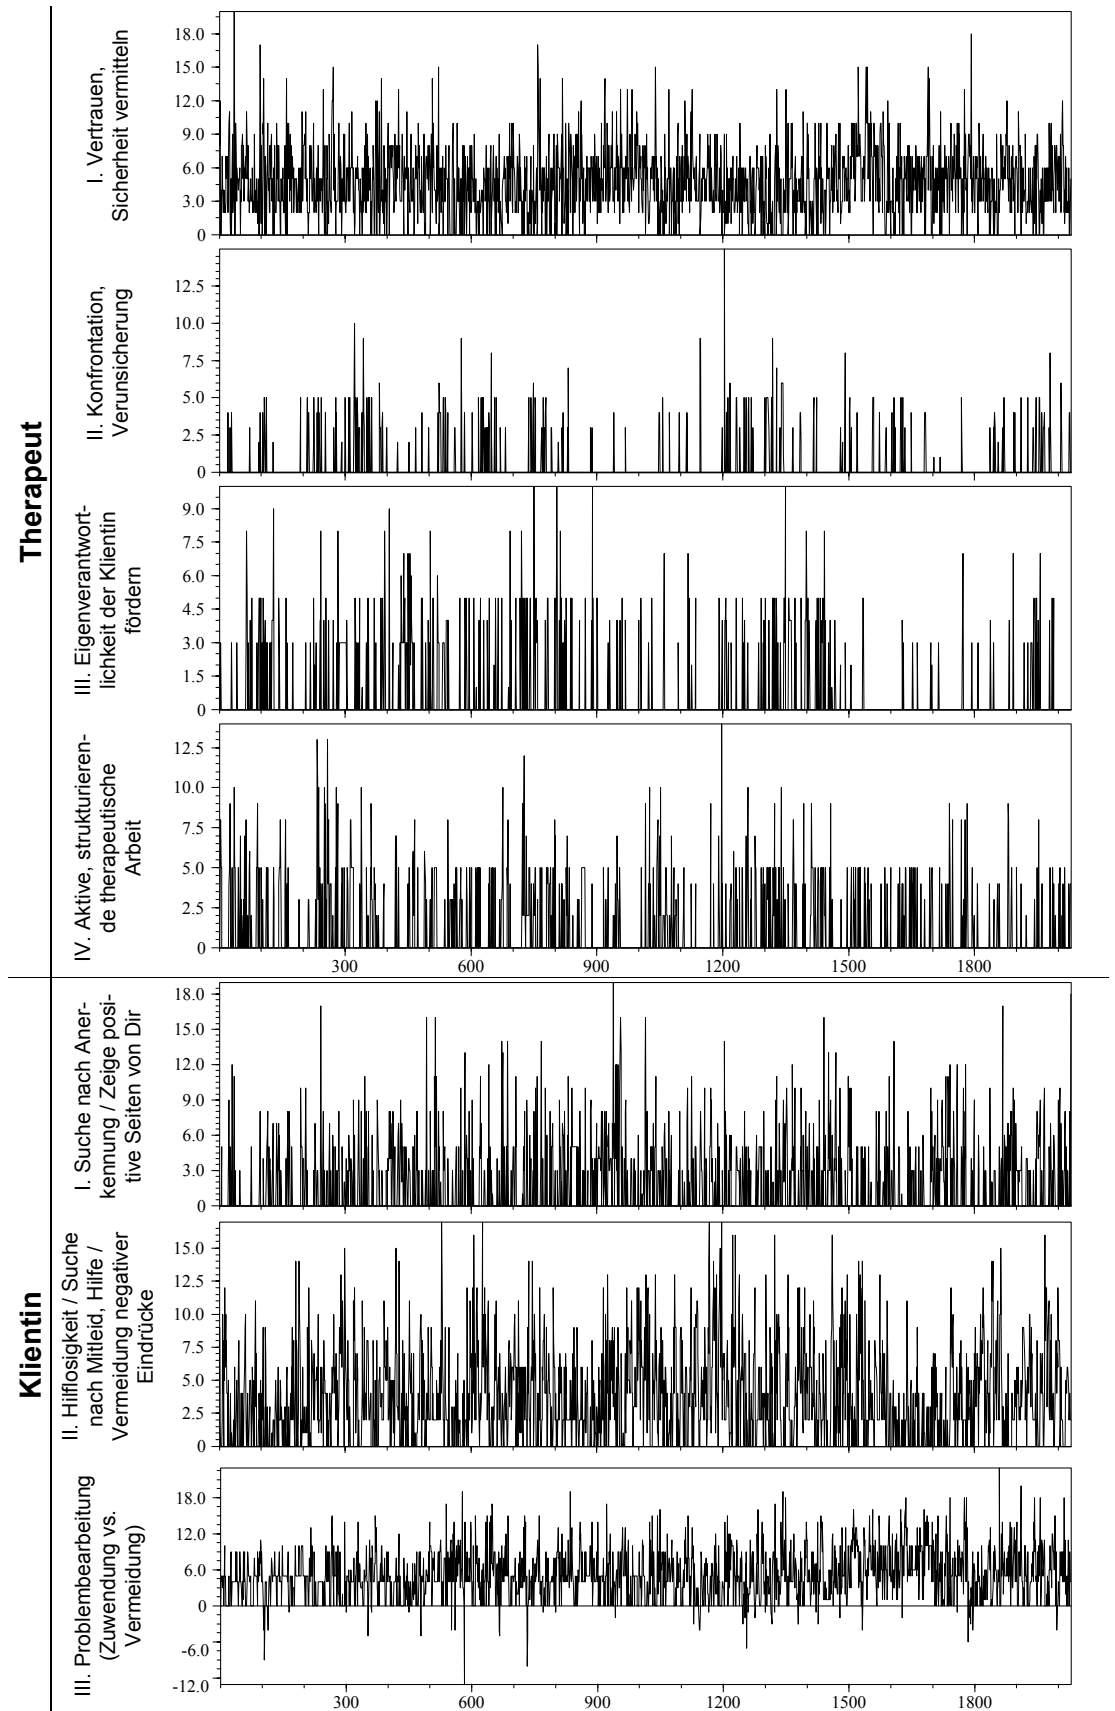 Therapeut
I. Vertrauen,
Sicherheit vermitteln
18.0
15.0
12.0
9.0
6.0
3.0
0
II. Konfrontation,
Verunsicherung
12.5
10.0
7.5
5.0
2.5
0
III. Eigenverantwort-
lichkeit der Klientin
fördern
9.0
7.5
6.0
4.5
3.0
1.5
0
IV. Aktive, strukturieren-
de therapeutische
Arbeit
12.5
10.0
7.5
5.0
2.5
0
300 600 900 1200 1500 1800
Klientin
I. Suche nach Aner-
kennung / Zeige posi-
tive Seiten von Dir
18.0
15.0
12.0
9.0
6.0
3.0
0
II. Hilflosigkeit / Suche
nach Mitleid, Hilfe /
Vermeidung negativer
Eindrücke
15.0
12.5
10.0
7.5
5.0
2.5
0
III. Problembearbeitung
(Zuwendung vs.
Vermeidung)
18.0
12.0
6.0
0
-6.0
-12.0
300 600 900 1200 1500 1800